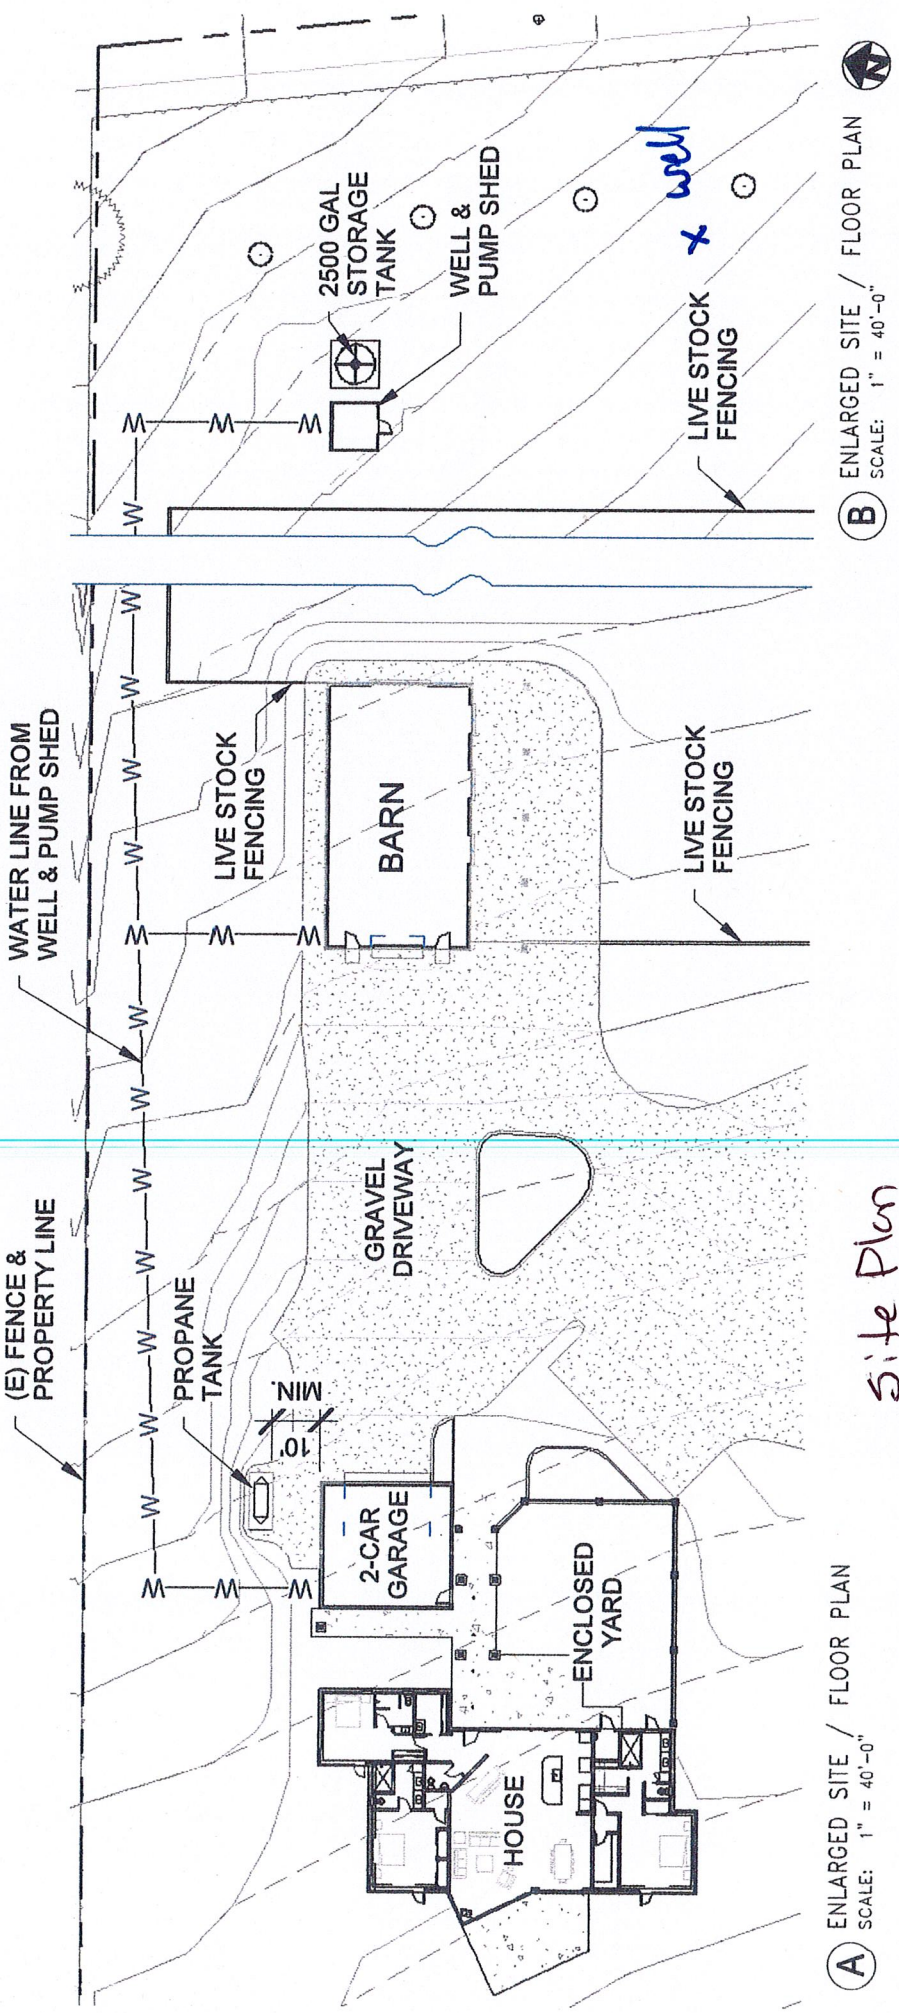 (E) FENCE &
PROPERTY LINE
WATER LINE FROM
WELL & PUMP SHED
W W W W W W W W W W W W W W W
W W W
W W W
PROPANE
TANK
10'
MIN.
LIVE STOCK
FENCING
2500 GAL
STORAGE
TANK
WELL &
PUMP SHED
2-CAR
GARAGE
GRAVEL
DRIVEWAY
BARN
HOUSE
ENCLOSED
YARD
LIVE STOCK
FENCING
LIVE STOCK
FENCING
x well
A ENLARGED SITE / FLOOR PLAN
SCALE: 1" = 40'-0"
Site Plan
B ENLARGED SITE / FLOOR PLAN
SCALE: 1" = 40'-0"
N